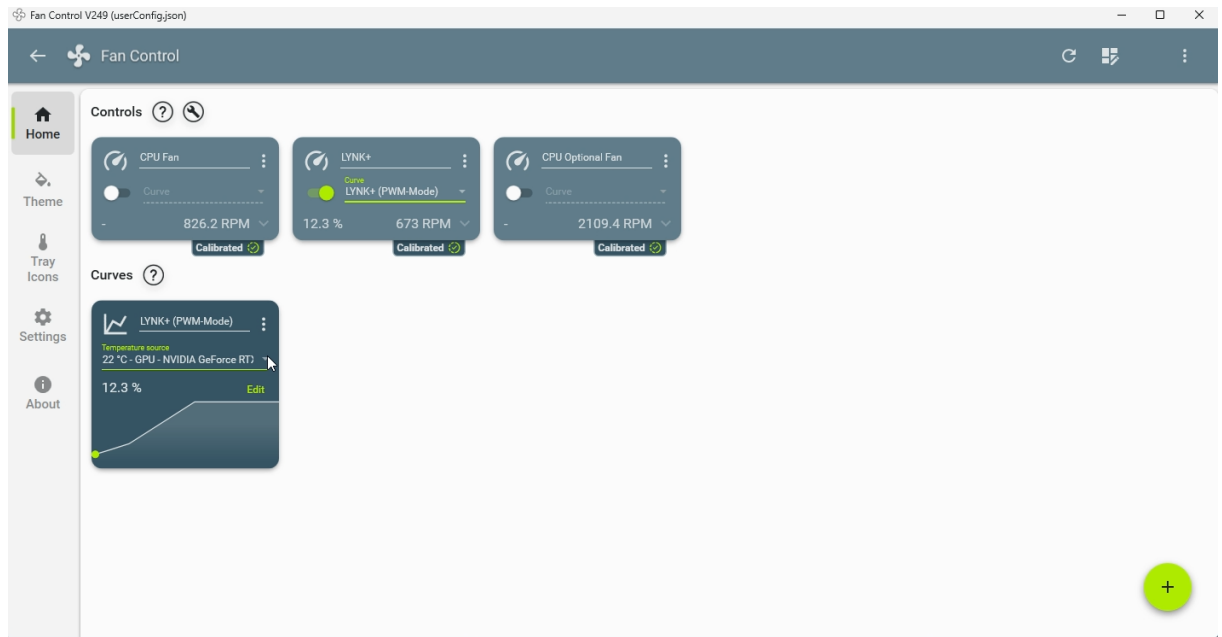 Fan Control V249 (userConfig.json)
Fan Control
Home
Theme
Tray
Icons
Settings
About
Controls ?
CPU Fan
Curve
-
826.2 RPM
Calibrated
LYNK+
Curve
LYNK+ (PWM-Mode)
12.3 %
673 RPM
Calibrated
CPU Optional Fan
Curve
-
2109.4 RPM
Calibrated
Curves ?
LYNK+ (PWM-Mode)
Temperature source
22 °C - GPU - NVIDIA GeForce
12.3 %
Edit
+